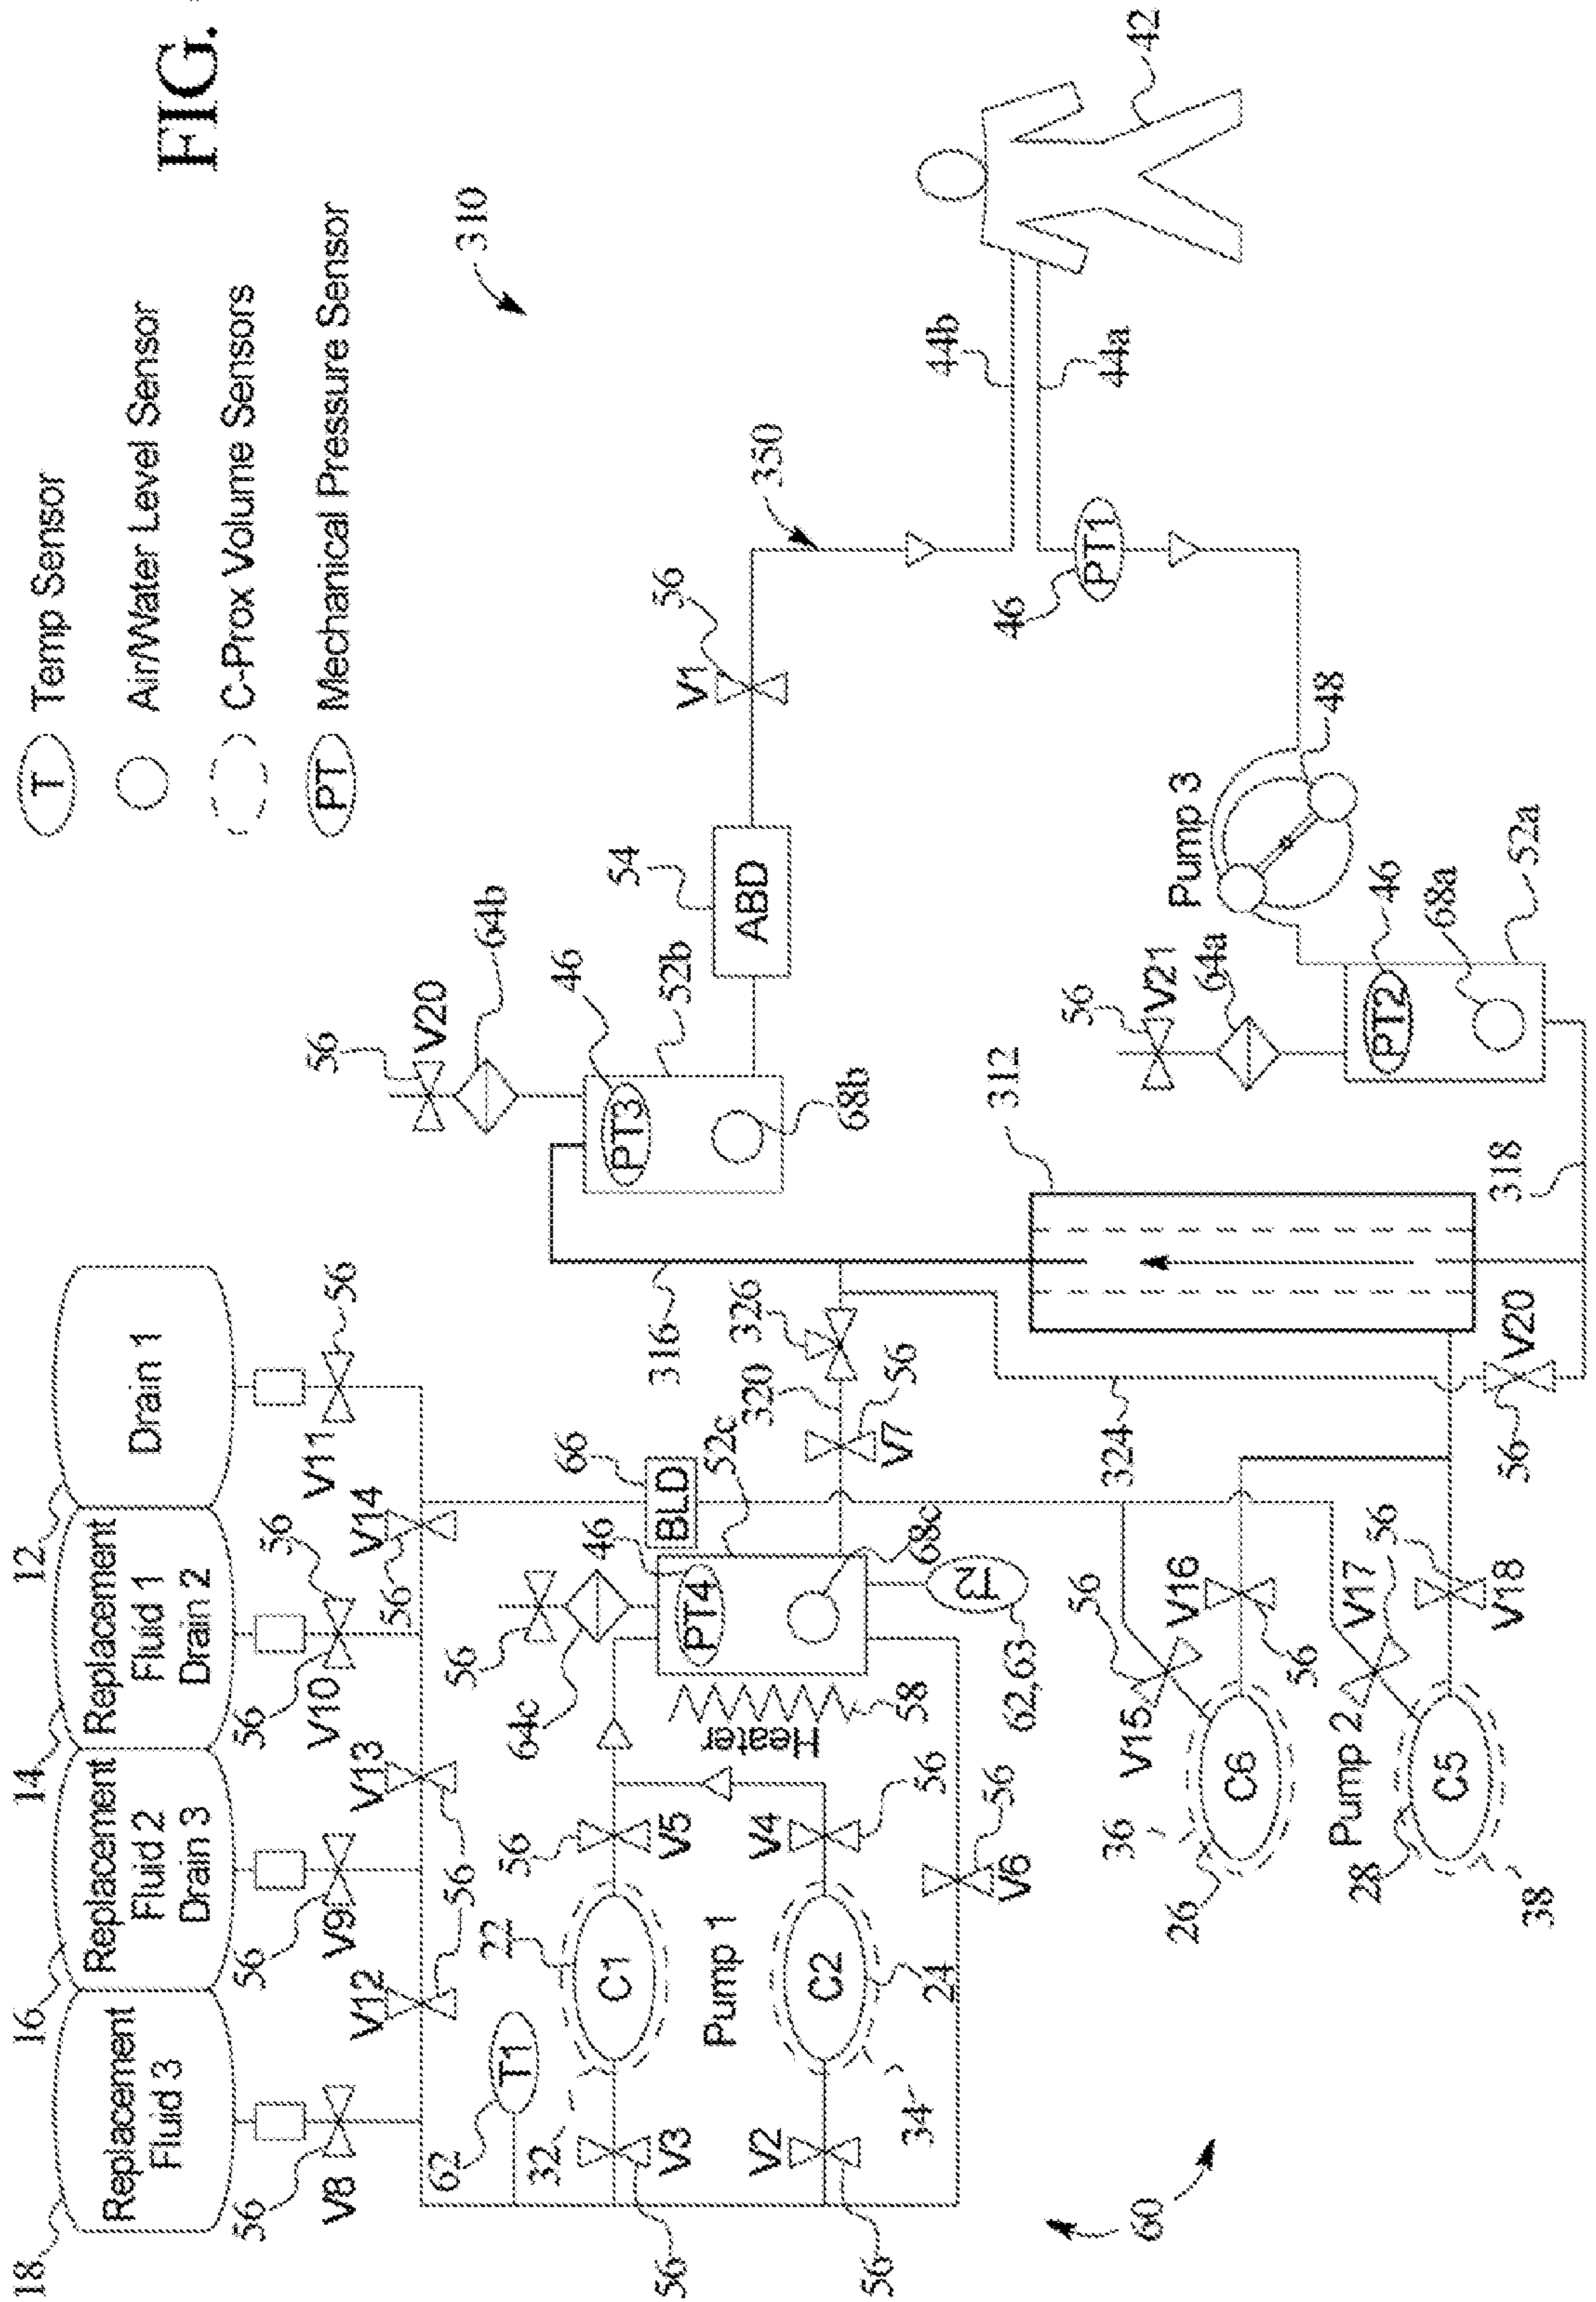 FIG.
T Temp Sensor
Air/Water Level Sensor
C-Prox Volume Sensors
PT Mechanical Pressure Sensor
310
18
16
14
12
Replacement
Fluid 3
Replacement
Fluid 2
Drain 3
Replacement
Fluid 1
Drain 2
Drain 1
56
V8
56
V9
56
V10
56
V11
56
V12
56
V13
56
V14
56
62
T1
32
V3
56
22
C1
56
V5
Pump 1
V2
56
34
C2
24
V4
56
V6
56
56
64c
46
PT4
68c
52c
66
BLD
Heater
58
T2
62,63
V7
56
320
326
316
324
312
318
V20
56
56
V20
64b
46
PT3
52b
68b
54
ABD
V1
56
350
44b
44a
42
46
PT1
Pump 3
48
56
V21
64a
46
PT2
68a
52a
56
V15
V16
56
36
C6
26
Pump 2
V17
56
V18
28
C5
38
60